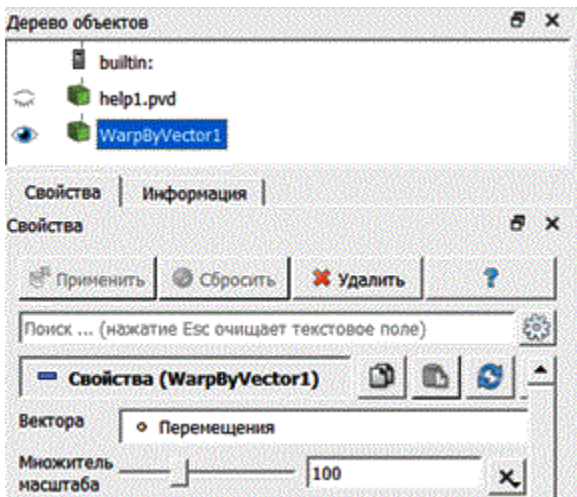 Дерево объектов
builtin:
help1.pvd
WarpByVector1
Свойства Информация
Свойства
Применить Сбросить Удалить ?
Поиск ... (нажатие Esc очищает текстовое поле)
Свойства (WarpByVector1)
Вектора Перемещения
Множитель масштаба 100